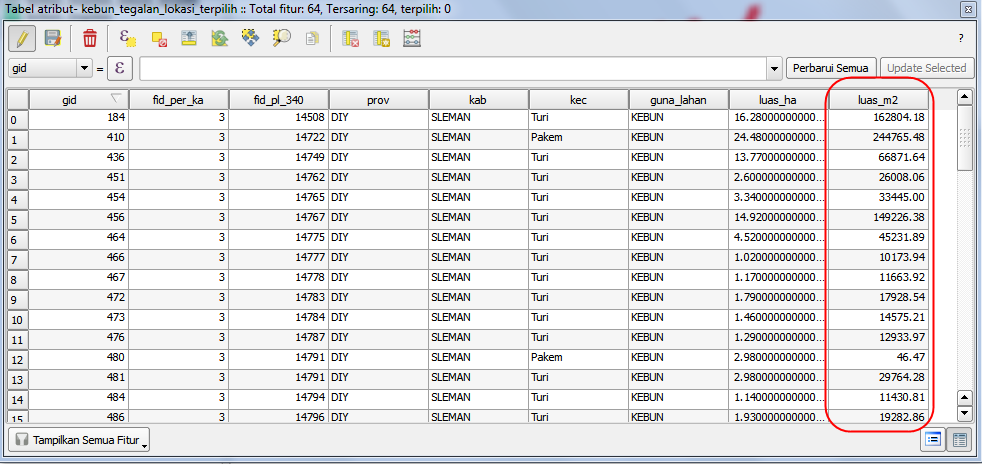 Tabel atribut- kebun_tegalan_lokasi_terpilih :: Total fitur: 64, Tersaring: 64, terpilih: 0
?
gid = ε Perbarui Semua Update Selected
gid fid_per_ka fid_pl_340 prov kab kec guna_lahan luas_ha luas_m2
0 184 3 14508 DIY SLEMAN Turi KEBUN 16.28000000000... 162804.18
1 410 3 14722 DIY SLEMAN Pakem KEBUN 24.48000000000... 244765.48
2 436 3 14749 DIY SLEMAN Turi KEBUN 13.77000000000... 66871.64
3 451 3 14762 DIY SLEMAN Turi KEBUN 2.600000000000... 26008.06
4 454 3 14765 DIY SLEMAN Turi KEBUN 3.340000000000... 33445.00
5 456 3 14767 DIY SLEMAN Turi KEBUN 14.92000000000... 149226.38
6 464 3 14775 DIY SLEMAN Turi KEBUN 4.520000000000... 45231.89
7 466 3 14777 DIY SLEMAN Turi KEBUN 1.020000000000... 10173.94
8 467 3 14778 DIY SLEMAN Turi KEBUN 1.170000000000... 11663.92
9 472 3 14783 DIY SLEMAN Turi KEBUN 1.790000000000... 17928.54
10 473 3 14784 DIY SLEMAN Turi KEBUN 1.460000000000... 14575.21
11 476 3 14787 DIY SLEMAN Turi KEBUN 1.290000000000... 12933.97
12 480 3 14791 DIY SLEMAN Pakem KEBUN 2.980000000000... 46.47
13 481 3 14791 DIY SLEMAN Turi KEBUN 2.980000000000... 29764.28
14 484 3 14794 DIY SLEMAN Turi KEBUN 1.140000000000... 11430.81
15 486 3 14796 DIY SLEMAN Turi KEBUN 1.930000000000... 19282.86
Tampilkan Semua Fitur